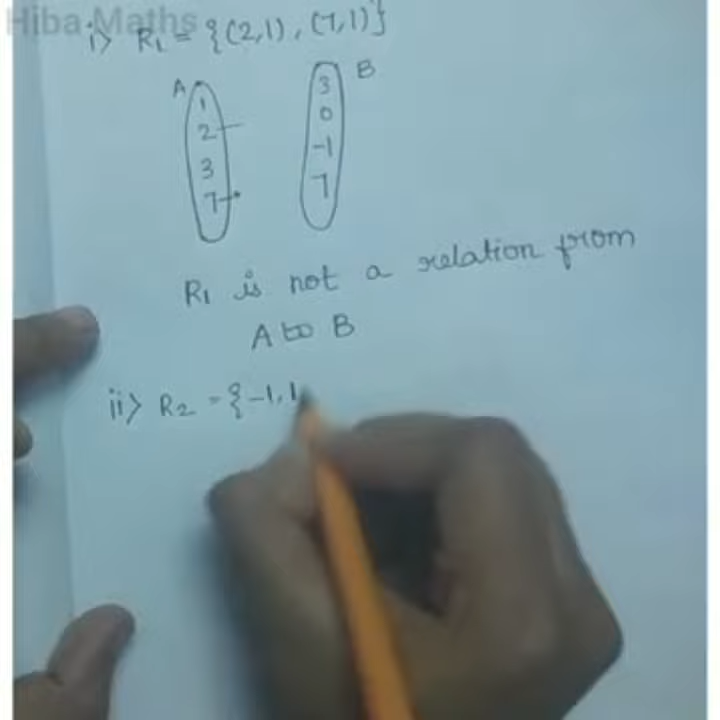 Hiba Maths
i) R1 = {(2,1), (7,1)}
A B
1 3
2 0
3 -1
7 7
R1 is not a relation from
A to B
ii) R2 = {-1,1